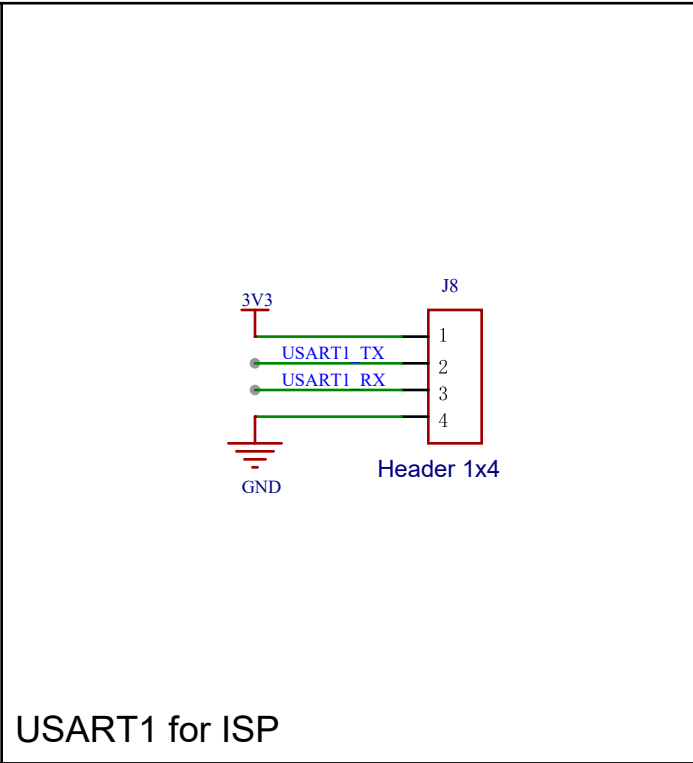 J8
3V3
1
USART1_TX
2
USART1_RX
3
4
Header 1x4
GND
USART1 for ISP